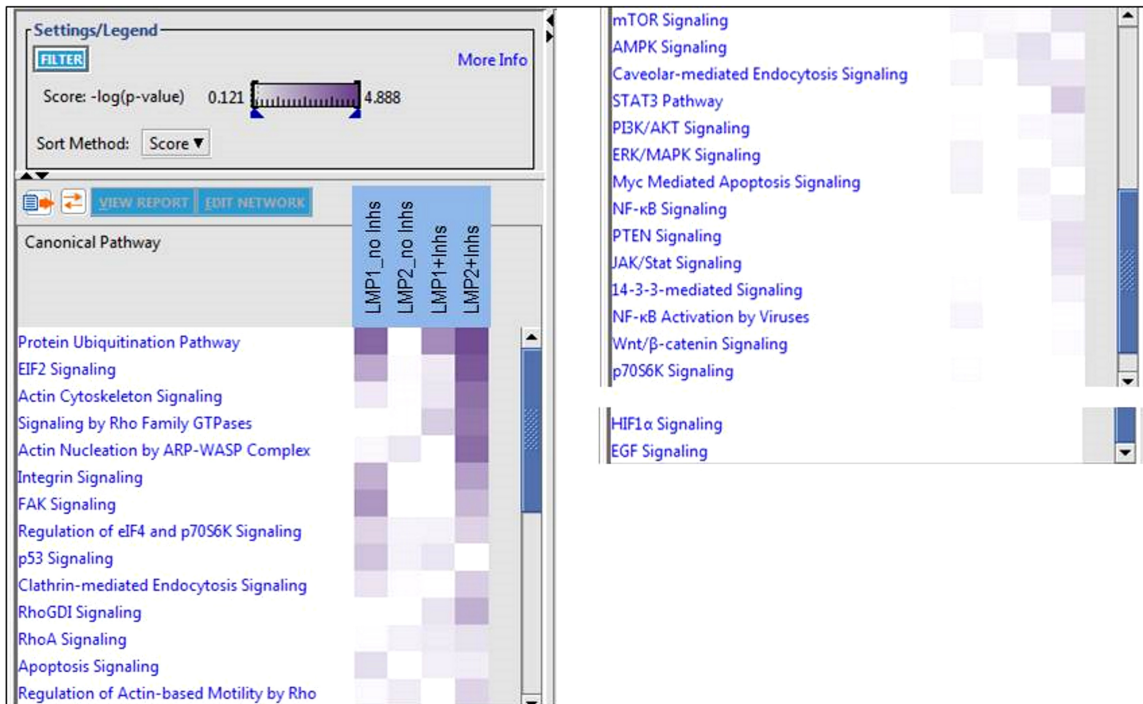 Settings/Legend
FILTER
More Info
Score: -log(p-value) 0.121 4.888
Sort Method: Score ▼
VIEW REPORT EDIT NETWORK
Canonical Pathway
LMP1_no Inhs
LMP2_no Inhs
LMP1+Inhs
LMP2+Inhs
Protein Ubiquitination Pathway
EIF2 Signaling
Actin Cytoskeleton Signaling
Signaling by Rho Family GTPases
Actin Nucleation by ARP-WASP Complex
Integrin Signaling
FAK Signaling
Regulation of eIF4 and p70S6K Signaling
p53 Signaling
Clathrin-mediated Endocytosis Signaling
RhoGDI Signaling
RhoA Signaling
Apoptosis Signaling
Regulation of Actin-based Motility by Rho
mTOR Signaling
AMPK Signaling
Caveolar-mediated Endocytosis Signaling
STAT3 Pathway
PI3K/AKT Signaling
ERK/MAPK Signaling
Myc Mediated Apoptosis Signaling
NF-κB Signaling
PTEN Signaling
JAK/Stat Signaling
14-3-3-mediated Signaling
NF-κB Activation by Viruses
Wnt/β-catenin Signaling
p70S6K Signaling
HIF1α Signaling
EGF Signaling